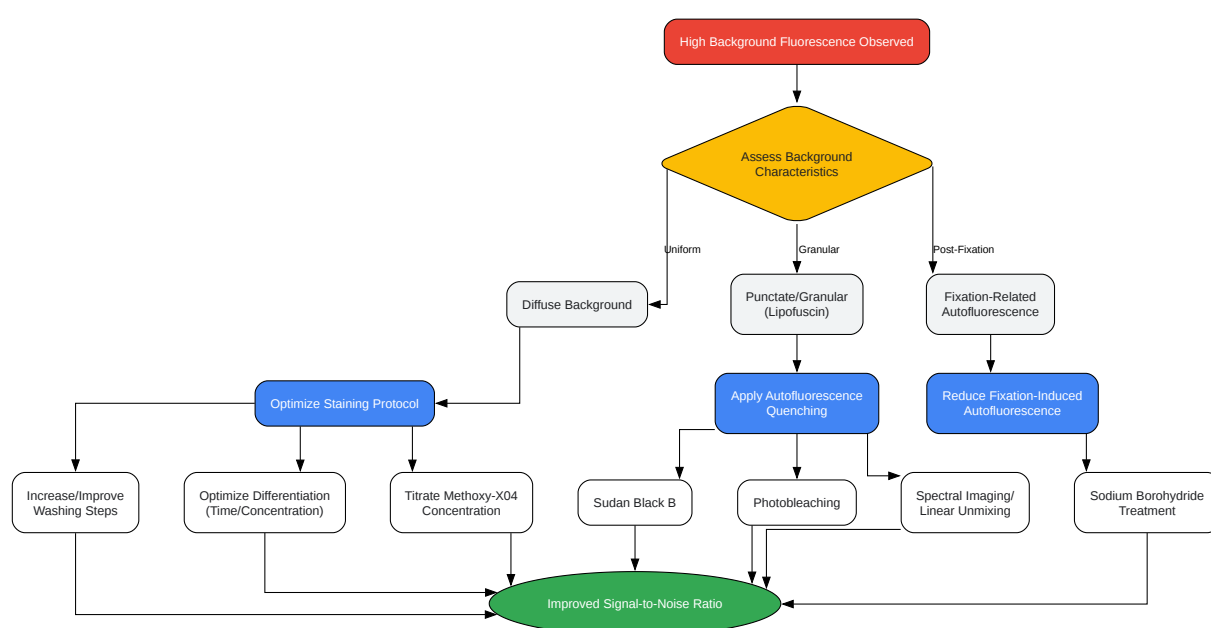 High Background Fluorescence Observed
Assess Background
Characteristics
Uniform
Granular
Post-Fixation
Diffuse Background
Punctate/Granular
(Lipofuscin)
Fixation-Related
Autofluorescence
Optimize Staining Protocol
Apply Autofluorescence
Quenching
Reduce Fixation-Induced
Autofluorescence
Increase/Improve
Washing Steps
Optimize Differentiation
(Time/Concentration)
Titrate Methoxy-X04
Concentration
Sudan Black B
Photobleaching
Spectral Imaging/
Linear Unmixing
Sodium Borohydride
Treatment
Improved Signal-to-Noise Ratio